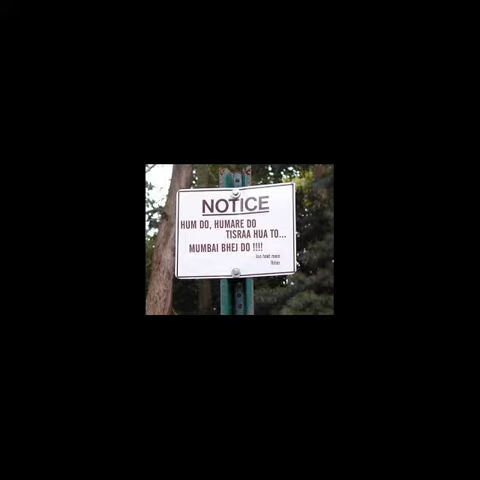 NOTICE
HUM DO, HUMARE DO
TISRAA HUA TO...
MUMBAI BHEJ DO !!!!